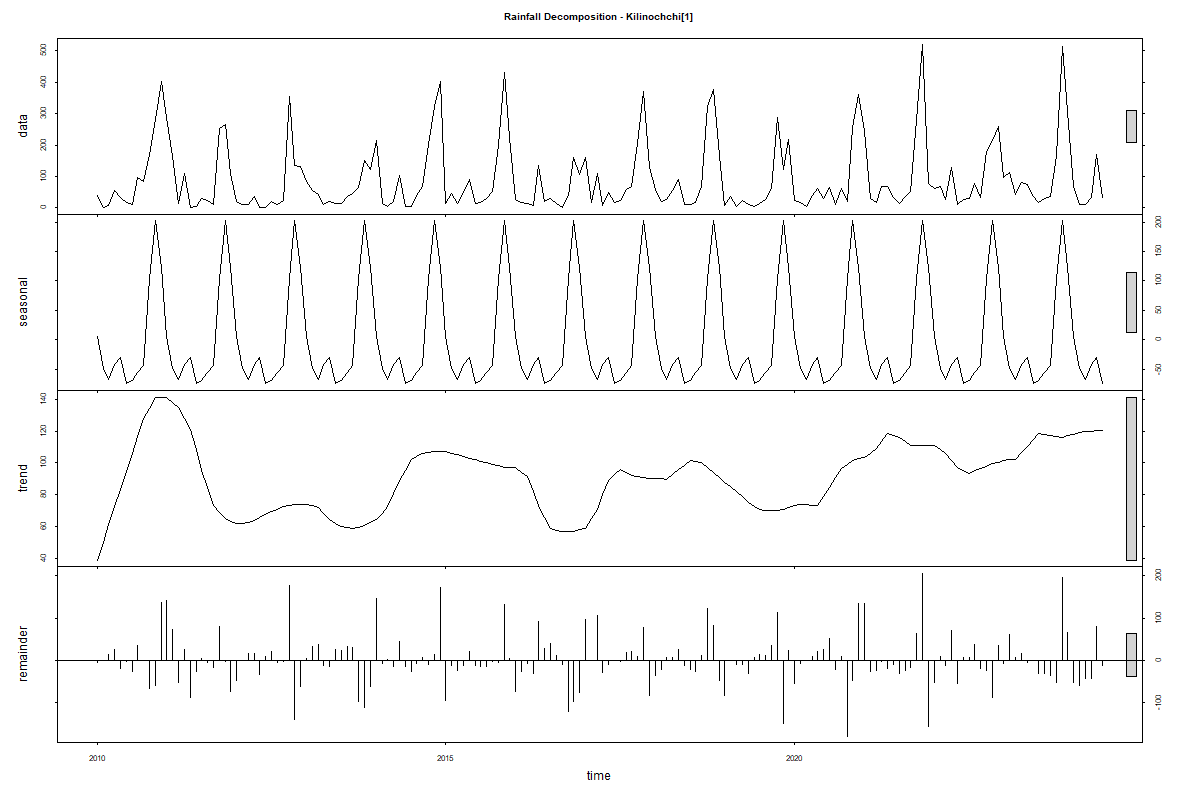 Rainfall Decomposition - Kilinochchi[1]
data
0 100 200 300 400 500
seasonal
-50 0 50 100 150 200
trend
40 60 80 100 120 140
remainder
-100 0 100 200
2010 2015 2020
time